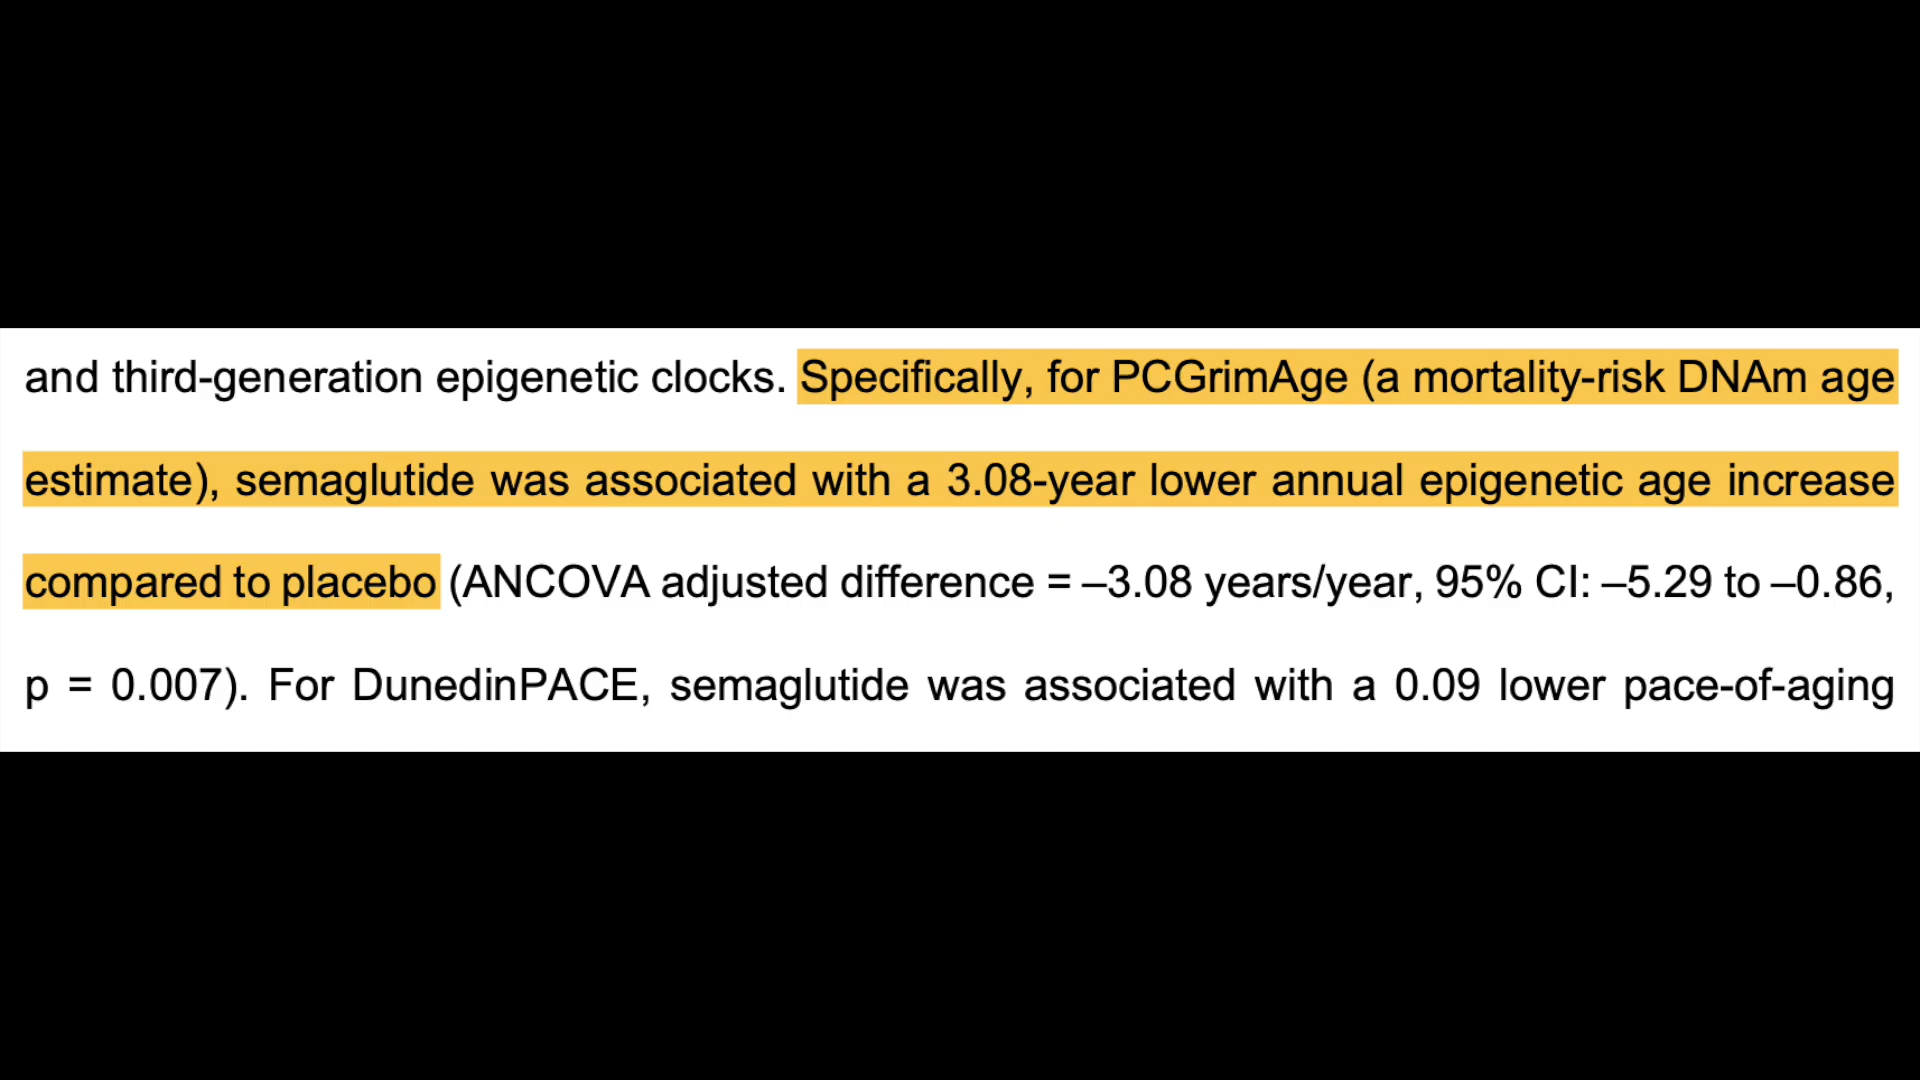 and third-generation epigenetic clocks. Specifically, for PCGrimAge (a mortality-risk DNAm age
estimate), semaglutide was associated with a 3.08-year lower annual epigenetic age increase
compared to placebo (ANCOVA adjusted difference = –3.08 years/year, 95% CI: –5.29 to –0.86,
p = 0.007). For DunedinPACE, semaglutide was associated with a 0.09 lower pace-of-aging